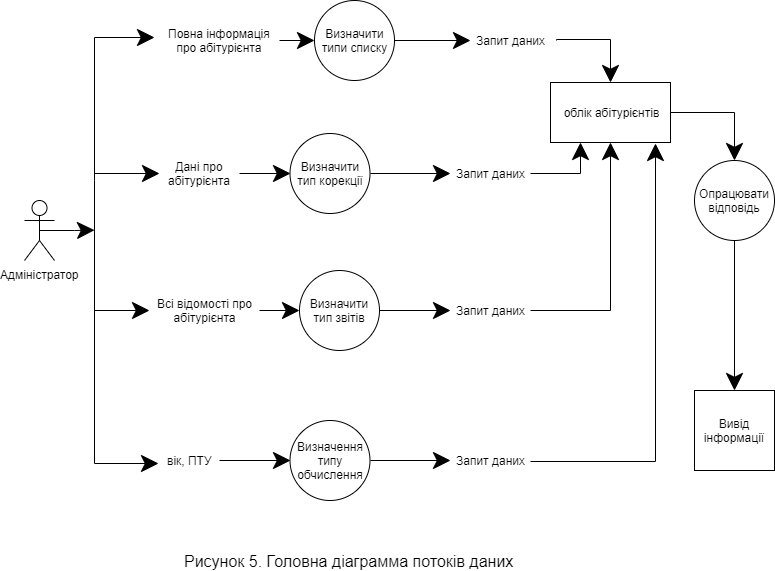 Повна інформація
про абітурієнта
Визначити
типи списку
Запит даних
облік абітурієнтів
Дані про
абітурієнта
Визначити
тип корекції
Запит даних
Опрацювати
відповідь
Адміністратор
Всі відомості про
абітурієнта
Визначити
тип звітів
Запит даних
Вивід
інформації
вік, ПТУ
Визначення
типу
обчислення
Запит даних
Рисунок 5. Головна діаграмма потоків даних